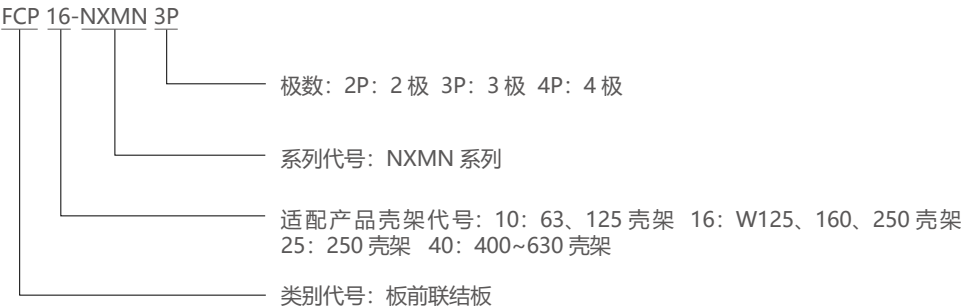 FCP 16-NXMN 3P
极数：2P：2 极 3P：3 极 4P：4 极
系列代号：NXMN 系列
适配产品壳架代号：10：63、125 壳架 16：W125、160、250 壳架
25：250 壳架 40：400~630 壳架
类别代号：板前联结板